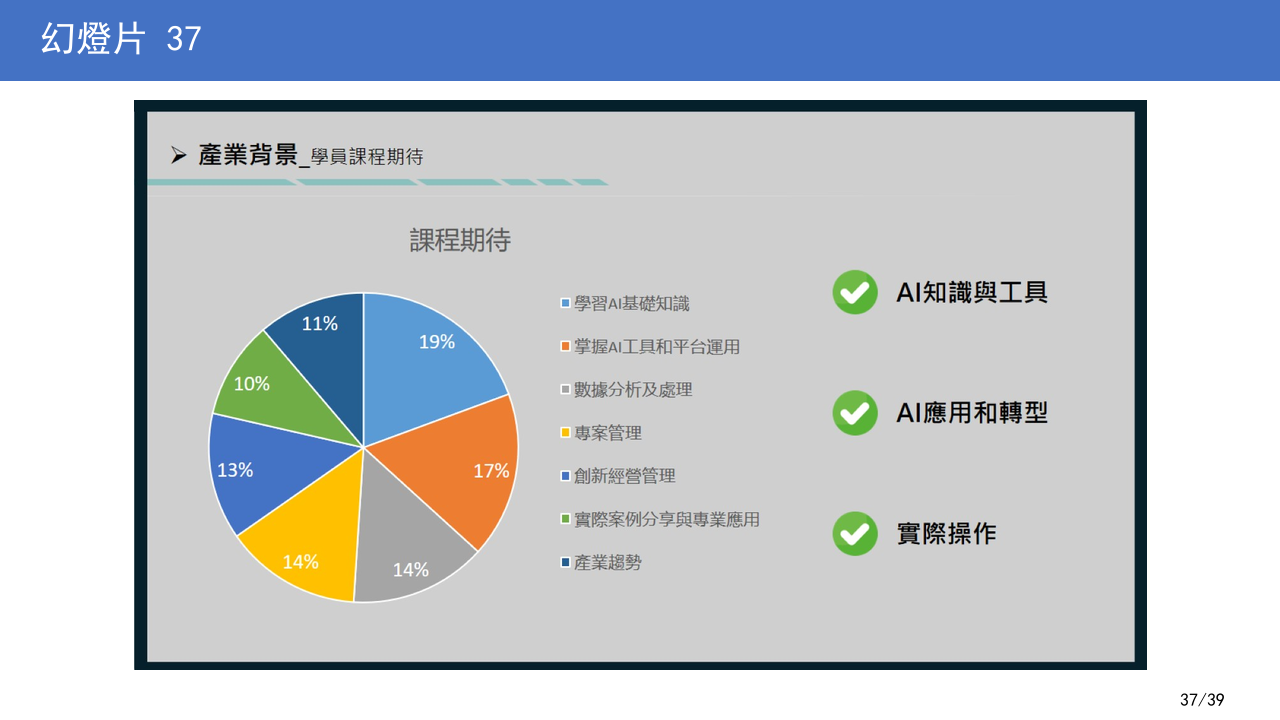 幻燈片 37
➤ 產業背景_學員課程期待
課程期待
19%
17%
14%
14%
13%
10%
11%
學習AI基礎知識
掌握AI工具和平台運用
數據分析及處理
專案管理
創新經營管理
實際案例分享與專業應用
產業趨勢
AI知識與工具
AI應用和轉型
實際操作
37/39